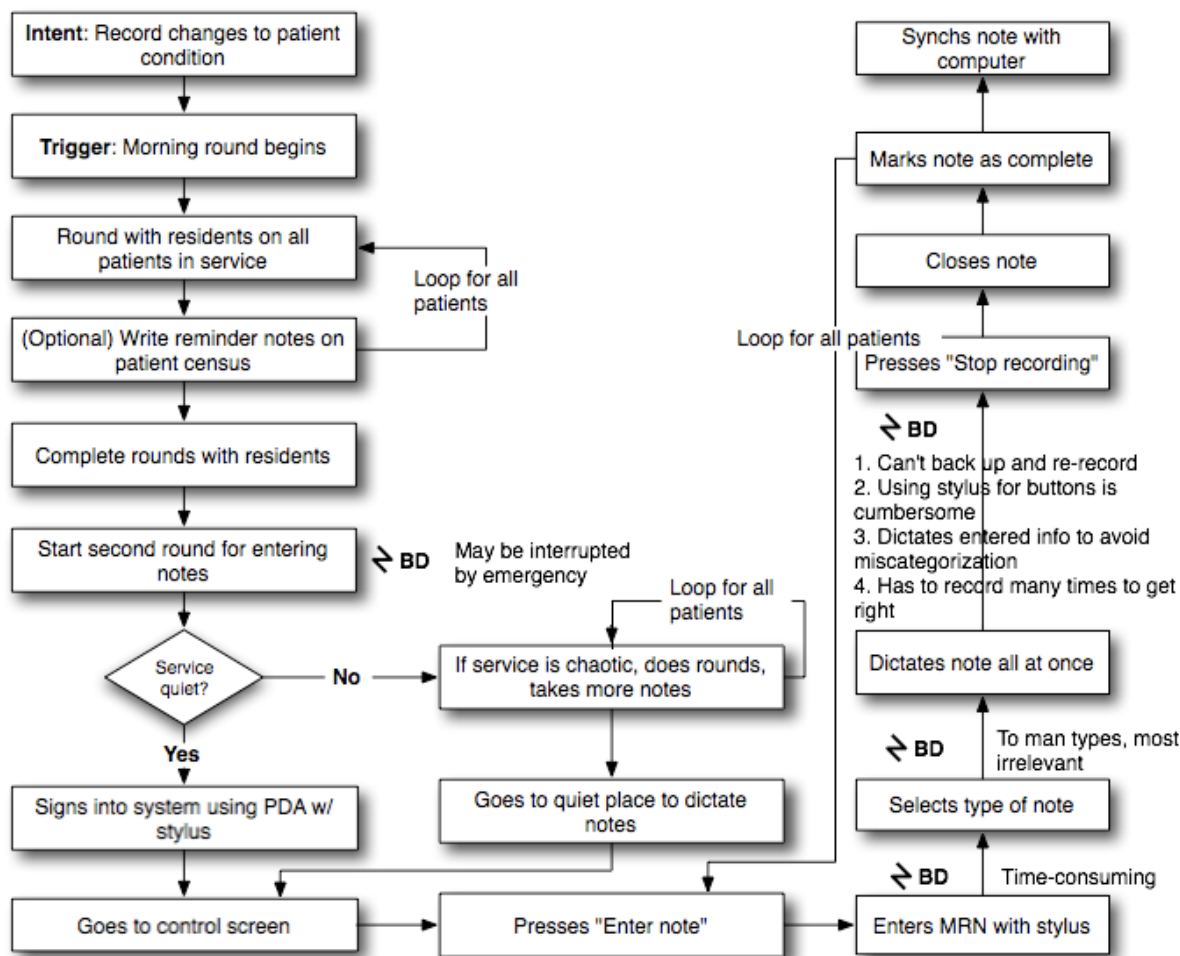 Intent: Record changes to patient
condition
Trigger: Morning round begins
Round with residents on all
patients in service
Loop for all
patients
(Optional) Write reminder notes on
patient census
Complete rounds with residents
Start second round for entering
notes
BD
May be interrupted
by emergency
Service
quiet?
No
Yes
Loop for all
patients
If service is chaotic, does rounds,
takes more notes
Goes to quiet place to dictate
notes
Signs into system using PDA w/
stylus
Goes to control screen
Presses "Enter note"
Enters MRN with stylus
BD
Time-consuming
Selects type of note
BD
To man types, most
irrelevant
Dictates note all at once
BD
1. Can't back up and re-record
2. Using stylus for buttons is
cumbersome
3. Dictates entered info to avoid
miscategorization
4. Has to record many times to get
right
Presses "Stop recording"
Loop for all patients
Closes note
Marks note as complete
Synchs note with
computer